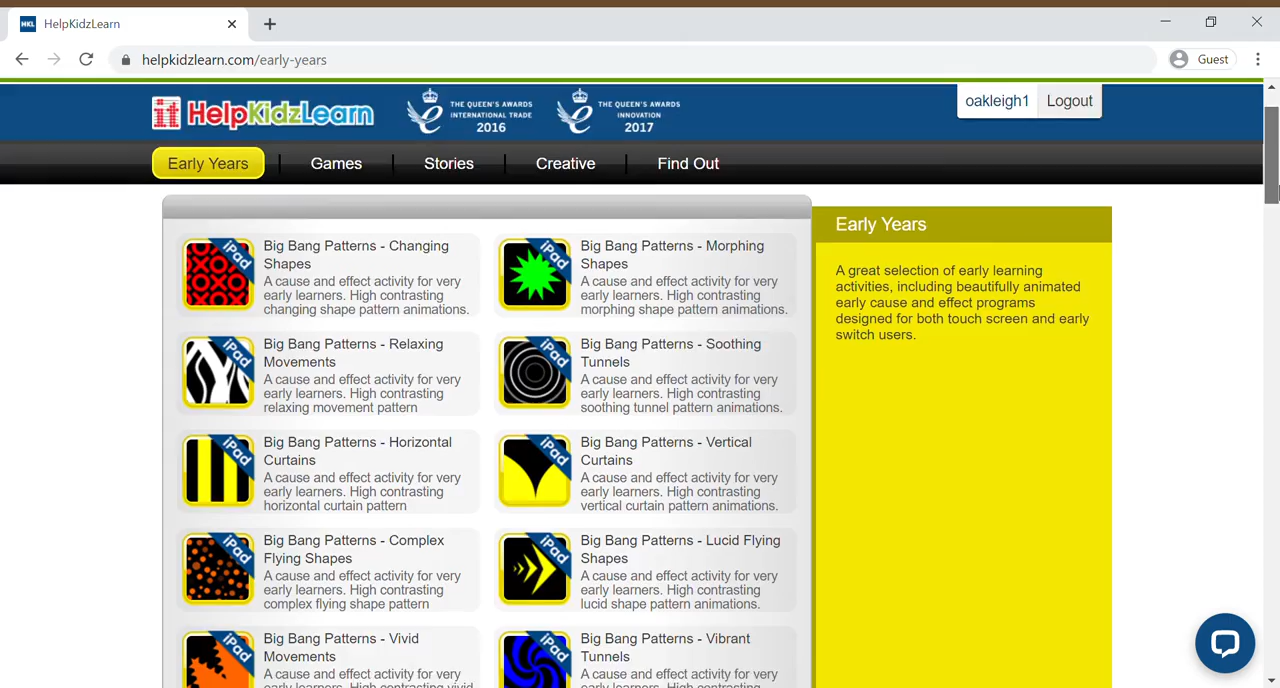 HKL HelpKidzLearn
helpkidzlearn.com/early-years
Guest
it HelpKidzLearn
THE QUEEN'S AWARDS
INTERNATIONAL TRADE
2016
THE QUEEN'S AWARDS
INNOVATION
2017
oakleigh1 Logout
Early Years Games Stories Creative Find Out
iPad
Big Bang Patterns - Changing
Shapes
A cause and effect activity for very
early learners. High contrasting
changing shape pattern animations.
iPad
Big Bang Patterns - Morphing
Shapes
A cause and effect activity for very
early learners. High contrasting
morphing shape pattern animations.
iPad
Big Bang Patterns - Relaxing
Movements
A cause and effect activity for very
early learners. High contrasting
relaxing movement pattern
iPad
Big Bang Patterns - Soothing
Tunnels
A cause and effect activity for very
early learners. High contrasting
soothing tunnel pattern animations.
iPad
Big Bang Patterns - Horizontal
Curtains
A cause and effect activity for very
early learners. High contrasting
horizontal curtain pattern
iPad
Big Bang Patterns - Vertical
Curtains
A cause and effect activity for very
early learners. High contrasting
vertical curtain pattern animations.
iPad
Big Bang Patterns - Complex
Flying Shapes
A cause and effect activity for very
early learners. High contrasting
complex flying shape pattern
iPad
Big Bang Patterns - Lucid Flying
Shapes
A cause and effect activity for very
early learners. High contrasting
lucid shape pattern animations.
iPad
Big Bang Patterns - Vivid
Movements
A cause and effect activity for very
early learners. High contrasting vivid
iPad
Big Bang Patterns - Vibrant
Tunnels
A cause and effect activity for very
early learners. High contrasting
Early Years
A great selection of early learning
activities, including beautifully animated
early cause and effect programs
designed for both touch screen and early
switch users.